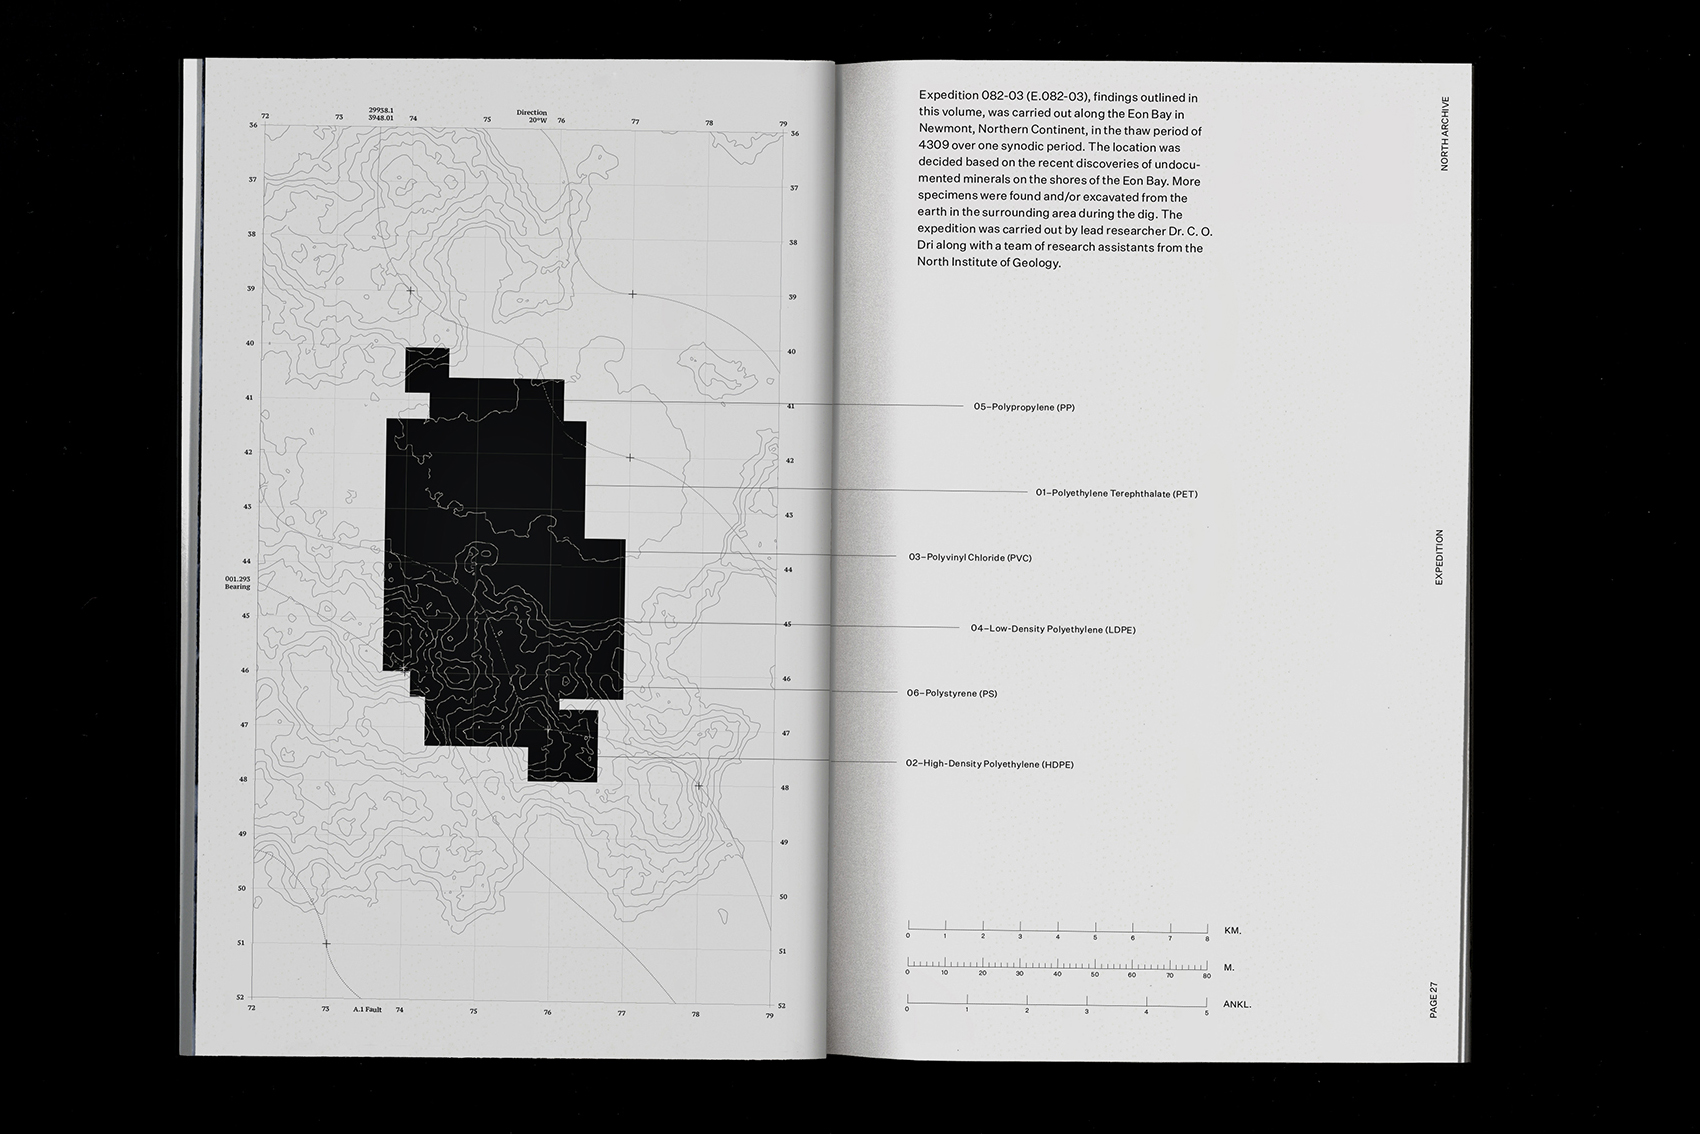 29958.1
3948.01
Direction
20°W
72 73 74 75 76 77 78 79
36 36
37 37
38 38
39 39
40 40
41 41
42 42
43 43
44 44
001.293
Bearing
45 45
46 46
47 47
48 48
49 49
50 50
51 51
52 52
72 73 A.1 Fault 74 75 76 77 78 79
Expedition 082-03 (E.082-03), findings outlined in
this volume, was carried out along the Eon Bay in
Newmont, Northern Continent, in the thaw period of
4309 over one synodic period. The location was
decided based on the recent discoveries of undocu-
mented minerals on the shores of the Eon Bay. More
specimens were found and/or excavated from the
earth in the surrounding area during the dig. The
expedition was carried out by lead researcher Dr. C. O.
Dri along with a team of research assistants from the
North Institute of Geology.
05–Polypropylene (PP)
01–Polyethylene Terephthalate (PET)
03–Polyvinyl Chloride (PVC)
04–Low-Density Polyethylene (LDPE)
06–Polystyrene (PS)
02–High-Density Polyethylene (HDPE)
0 1 2 3 4 5 6 7 8 KM.
0 10 20 30 40 50 60 70 80 M.
0 1 2 3 4 5 ANKL.
NORTH ARCHIVE
EXPEDITION
PAGE 27